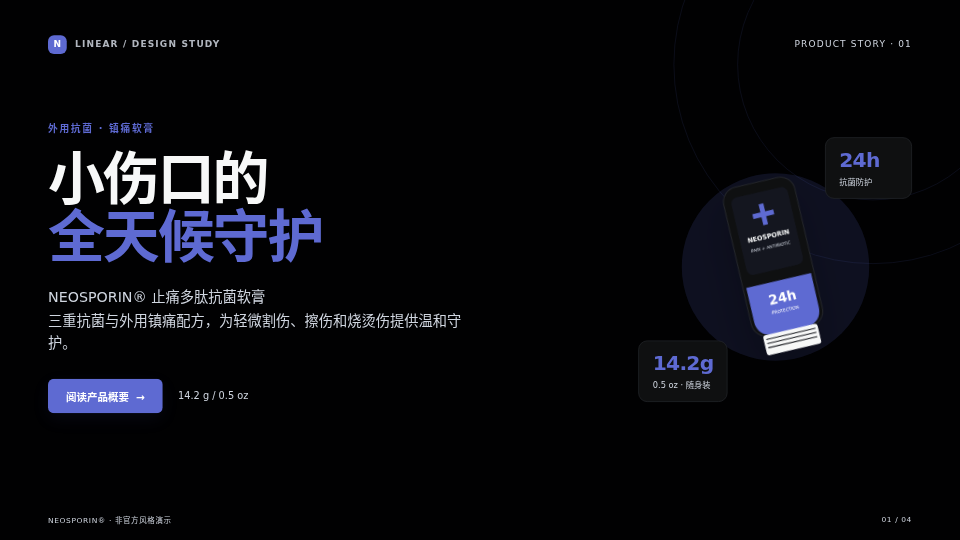 N LINEAR / DESIGN STUDY
PRODUCT STORY · 01
外用抗菌 · 镇痛软膏
小伤口的
全天候守护
NEOSPORIN® 止痛多肽抗菌软膏
三重抗菌与外用镇痛配方，为轻微割伤、擦伤和烧烫伤提供温和守
护。
阅读产品概要 →
14.2 g / 0.5 oz
24h
抗菌防护
NEOSPORIN
PAIN + ANTIBIOTIC
24h
PROTECTION
14.2g
0.5 oz · 随身装
NEOSPORIN® · 非官方风格演示
01 / 04